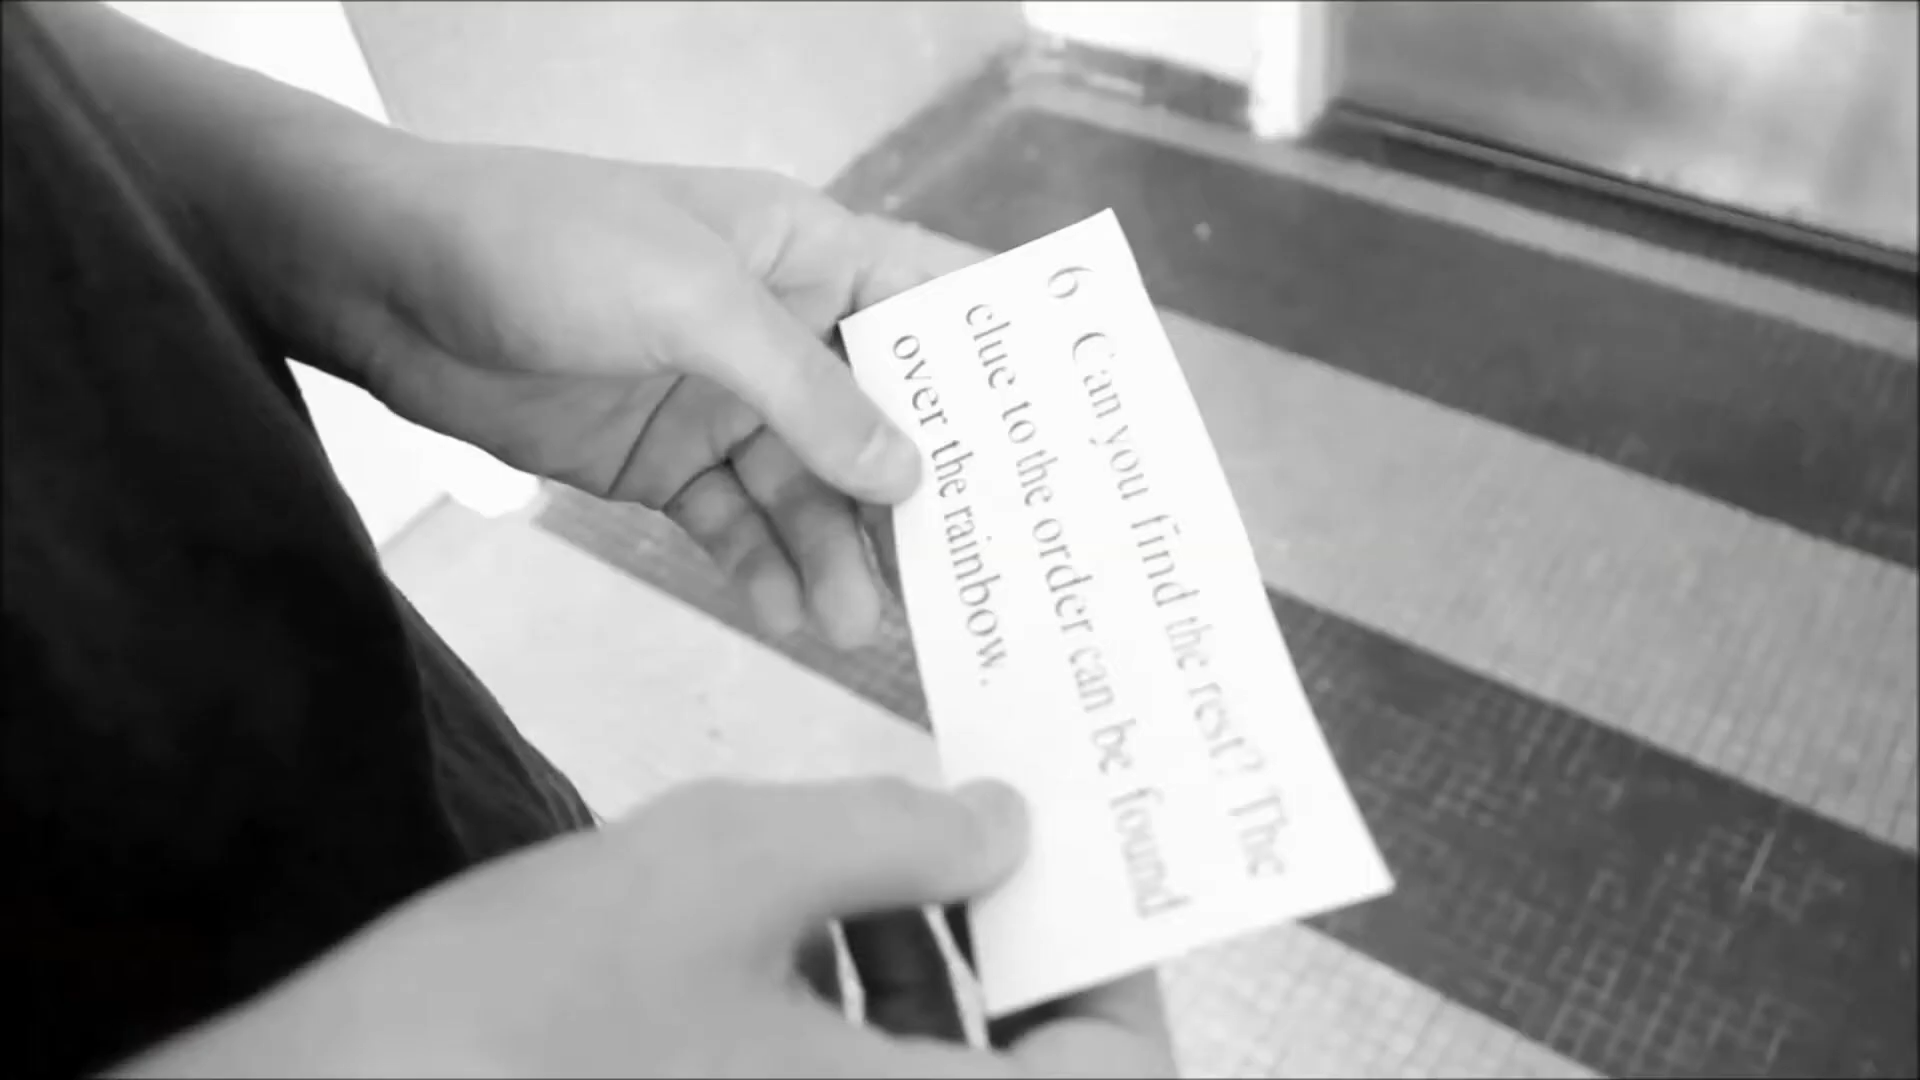 6 Can you find the rest? The
clue to the order can be found
over the rainbow.